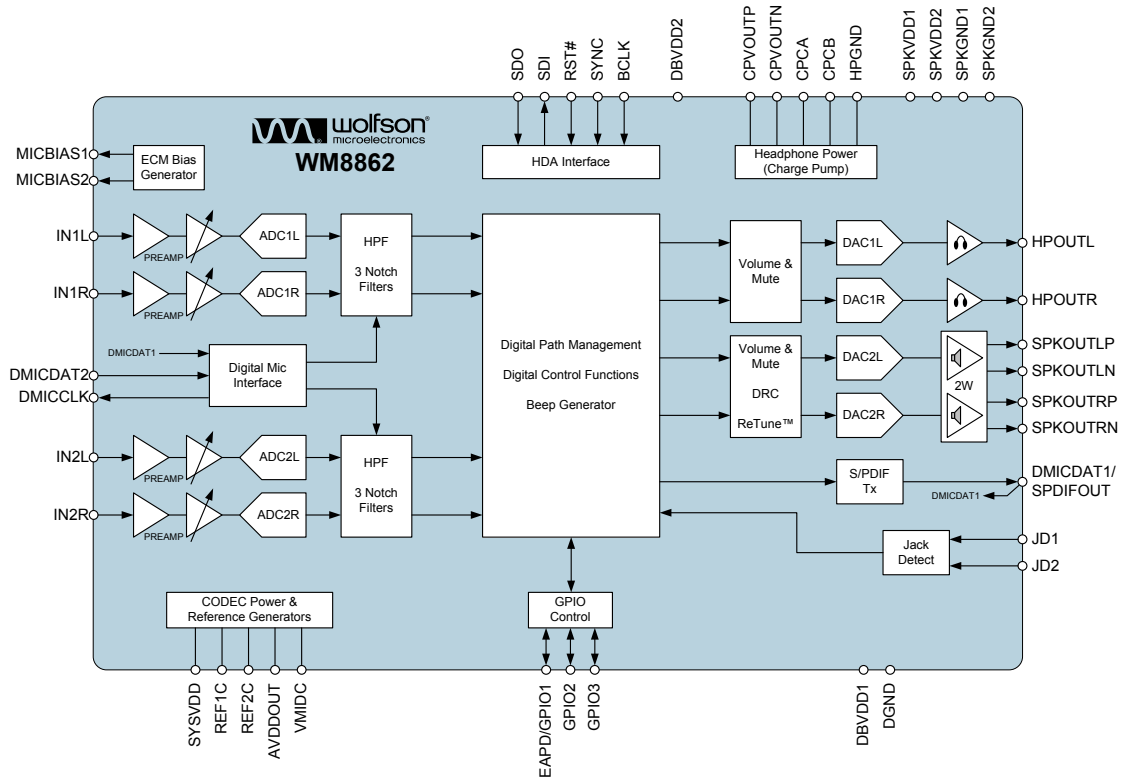 SDO
SDI
RST#
SYNC
BCLK
DBVDD2
CPVOUTP
CPVOUTN
CPCA
CPCB
HPGND
SPKVDD1
SPKVDD2
SPKGND1
SPKGND2
wolfson®
microelectronics
WM8862
MICBIAS1
MICBIAS2
ECM Bias
Generator
HDA Interface
Headphone Power
(Charge Pump)
IN1L
PREAMP
ADC1L
IN1R
PREAMP
ADC1R
HPF
3 Notch
Filters
DMICDAT1
DMICDAT2
DMICCLK
Digital Mic
Interface
IN2L
PREAMP
ADC2L
IN2R
PREAMP
ADC2R
HPF
3 Notch
Filters
Digital Path Management
Digital Control Functions
Beep Generator
Volume &
Mute
DAC1L
DAC1R
HPOUTL
HPOUTR
Volume &
Mute
DRC
ReTune™
DAC2L
DAC2R
2W
SPKOUTLP
SPKOUTLN
SPKOUTRP
SPKOUTRN
S/PDIF
Tx
DMICDAT1
DMICDAT1/
SPDIFOUT
Jack
Detect
JD1
JD2
CODEC Power &
Reference Generators
GPIO
Control
SYSVDD
REF1C
REF2C
AVDDOUT
VMIDC
EAPD/GPIO1
GPIO2
GPIO3
DBVDD1
DGND